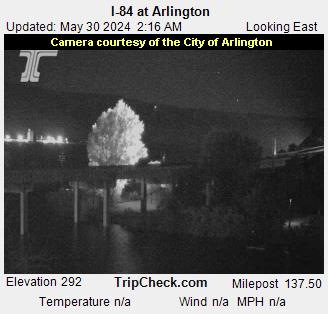 I-84 at Arlington
Updated: May 30 2024 2:16 AM Looking East
Camera courtesy of the City of Arlington
Elevation 292 TripCheck.com Milepost 137.50
Temperature n/a Wind n/a MPH n/a